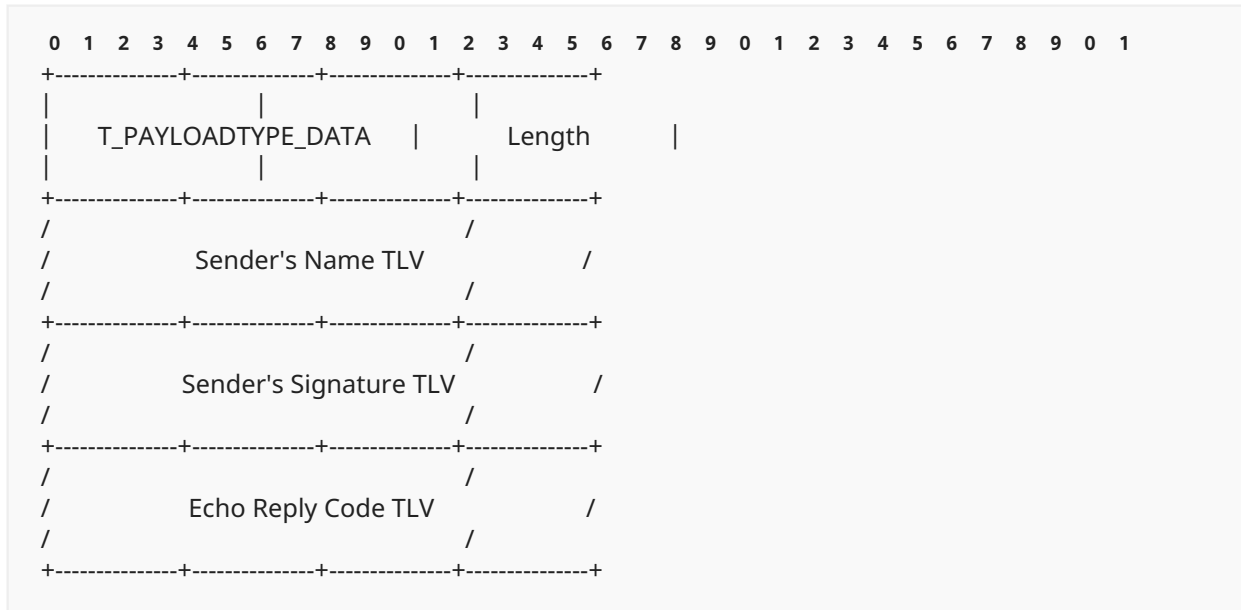 0 1 2 3 4 5 6 7 8 9 0 1 2 3 4 5 6 7 8 9 0 1 2 3 4 5 6 7 8 9 0 1
+---------------+---------------+---------------+---------------+
| | |
| T_PAYLOADTYPE_DATA | Length |
| | |
+---------------+---------------+---------------+---------------+
/ /
/ Sender's Name TLV /
/ /
+---------------+---------------+---------------+---------------+
/ /
/ Sender's Signature TLV /
/ /
+---------------+---------------+---------------+---------------+
/ /
/ Echo Reply Code TLV /
/ /
+---------------+---------------+---------------+---------------+